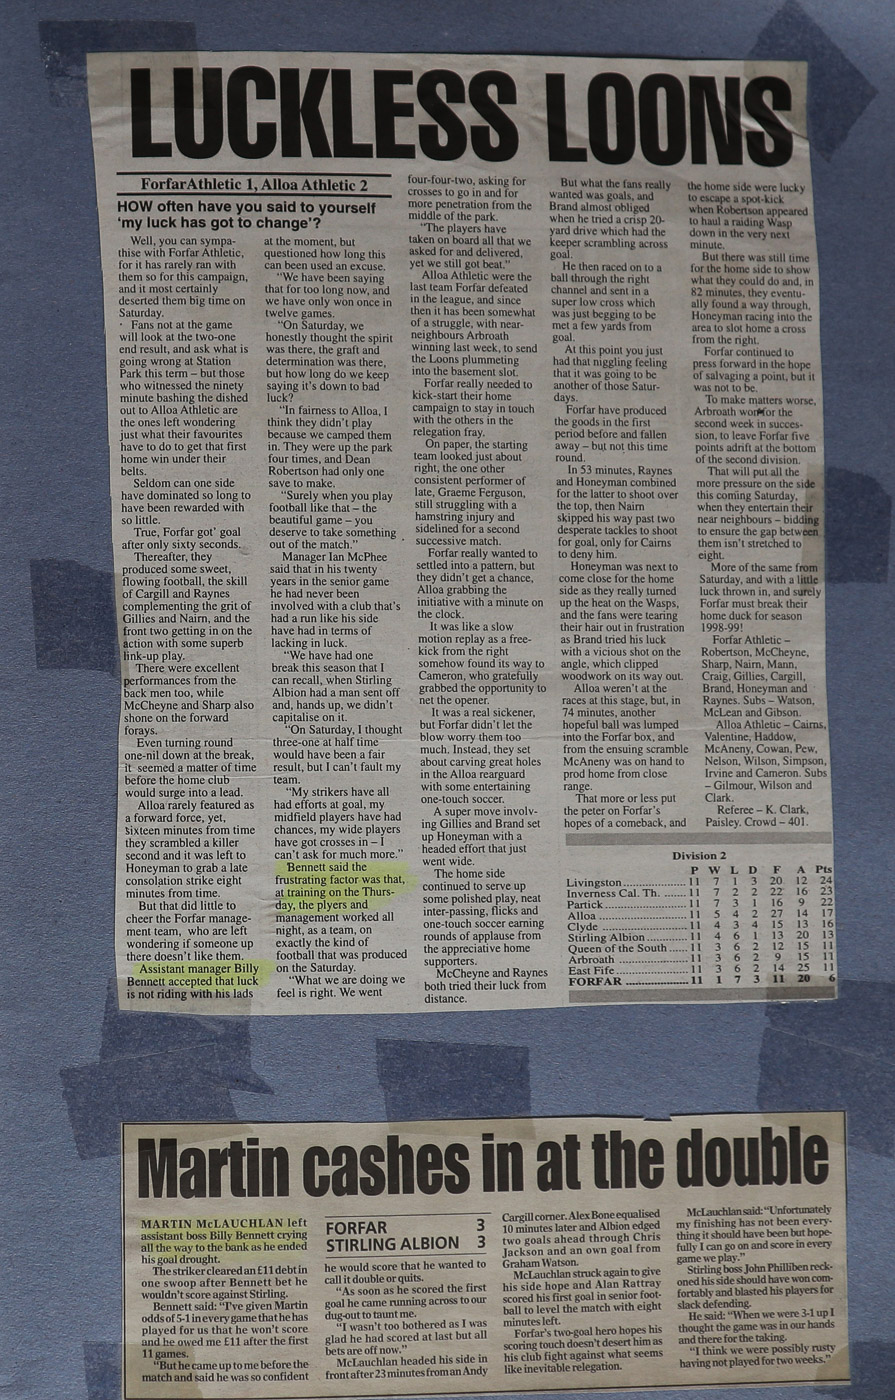 LUCKLESS LOONS
ForfarAthletic 1, Alloa Athletic 2
HOW often have you said to yourself
‘my luck has got to change’?
Well, you can sympa-
thise with Forfar Athletic,
for it has rarely ran with
them so for this campaign,
and it most certainly
deserted them big time on
Saturday.
Fans not at the game
will look at the two-one
end result, and ask what is
going wrong at Station
Park this term – but those
who witnessed the ninety
minute bashing the dished
out to Alloa Athletic are
the ones left wondering
just what their favourites
have to do to get that first
home win under their
belts.
Seldom can one side
have dominated so long to
have been rewarded with
so little.
True, Forfar got’ goal
after only sixty seconds.
Thereafter, they
produced some sweet,
flowing football, the skill
of Cargill and Raynes
complementing the grit of
Gillies and Nairn, and the
front two getting in on the
action with some superb
link-up play.
There were excellent
performances from the
back men too, while
McCheyne and Sharp also
shone on the forward
forays.
Even turning round
one-nil down at the break,
it seemed a matter of time
before the home club
would surge into a lead.
Alloa rarely featured as
a forward force, yet,
sixteen minutes from time
they scrambled a killer
second and it was left to
Honeyman to grab a late
consolation strike eight
minutes from time.
But that did little to
cheer the Forfar manage-
ment team, who are left
wondering if someone up
there doesn’t like them.
Assistant manager Billy
Bennett accepted that luck
is not riding with his lads
at the moment, but
questioned how long this
can been used an excuse.
“We have been saying
that for too long now, and
we have only won once in
twelve games.
“On Saturday, we
honestly thought the spirit
was there, the graft and
determination was there,
but how long do we keep
saying it’s down to bad
luck?
“In fairness to Alloa, I
think they didn’t play
because we camped them
in. They were up the park
four times, and Dean
Robertson had only one
save to make.
“Surely when you play
football like that – the
beautiful game – you
deserve to take something
out of the match.”
Manager Ian McPhee
said that in his twenty
years in the senior game
he had never been
involved with a club that’s
had a run like his side
have had in terms of
lacking in luck.
“We have had one
break this season that I
can recall, when Stirling
Albion had a man sent off
and, hands up, we didn’t
capitalise on it.
“On Saturday, I thought
three-one at half time
would have been a fair
result, but I can’t fault my
team.
“My strikers have all
had efforts at goal, my
midfield players have had
chances, my wide players
have got crosses in – I
can’t ask for much more.”
Bennett said the
frustrating factor was that,
at training on the Thurs-
day, the plyers and
management worked all
night, as a team, on
exactly the kind of
football that was produced
on the Saturday.
“What we are doing we
feel is right. We went
four-four-two, asking for
crosses to go in and for
more penetration from the
middle of the park.
“The players have
taken on board all that we
asked for and delivered,
yet we still got beat.”
Alloa Athletic were the
last team Forfar defeated
in the league, and since
then it has been somewhat
of a struggle, with near-
neighbours Arbroath
winning last week, to send
the Loons plummeting
into the basement slot.
Forfar really needed to
kick-start their home
campaign to stay in touch
with the others in the
relegation fray.
On paper, the starting
team looked just about
right, the one other
consistent performer of
late, Graeme Ferguson,
still struggling with a
hamstring injury and
sidelined for a second
successive match.
Forfar really wanted to
settled into a pattern, but
they didn’t get a chance,
Alloa grabbing the
initiative with a minute on
the clock.
It was like a slow
motion replay as a free-
kick from the right
somehow found its way to
Cameron, who gratefully
grabbed the opportunity to
net the opener.
It was a real sickener,
but Forfar didn’t let the
blow worry them too
much. Instead, they set
about carving great holes
in the Alloa rearguard
with some entertaining
one-touch soccer.
A super move involv-
ing Gillies and Brand set
up Honeyman with a
headed effort that just
went wide.
The home side
continued to serve up
some polished play, neat
inter-passing, flicks and
one-touch soccer earning
rounds of applause from
the appreciative home
supporters.
McCheyne and Raynes
both tried their luck from
distance.
But what the fans really
wanted was goals, and
Brand almost obliged
when he tried a crisp 20-
yard drive which had the
keeper scrambling across
goal.
He then raced on to a
ball through the right
channel and sent in a
super low cross which
was just begging to be
met a few yards from
goal.
At this point you just
had that niggling feeling
that it was going to be
another of those Satur-
days.
Forfar have produced
the goods in the first
period before and fallen
away – but not this time
round.
In 53 minutes, Raynes
and Honeyman combined
for the latter to shoot over
the top, then Nairn
skipped his way past two
desperate tackles to shoot
for goal, only for Cairns
to deny him.
Honeyman was next to
come close for the home
side as they really turned
up the heat on the Wasps,
and the fans were tearing
their hair out in frustration
as Brand tried his luck
with a vicious shot on the
angle, which clipped
woodwork on its way out.
Alloa weren’t at the
races at this stage, but, in
74 minutes, another
hopeful ball was lumped
into the Forfar box, and
from the ensuing scramble
McAneny was on hand to
prod home from close
range.
That more or less put
the peter on Forfar’s
hopes of a comeback, and
the home side were lucky
to escape a spot-kick
when Robertson appeared
to haul a raiding Wasp
down in the very next
minute.
But there was still time
for the home side to show
what they could do and, in
82 minutes, they eventu-
ally found a way through,
Honeyman racing into the
area to slot home a cross
from the right.
Forfar continued to
press forward in the hope
of salvaging a point, but it
was not to be.
To make matters worse,
Arbroath won for the
second week in succes-
sion, to leave Forfar five
points adrift at the bottom
of the second division.
That will put all the
more pressure on the side
this coming Saturday,
when they entertain their
near neighbours – bidding
to ensure the gap between
them isn’t stretched to
eight.
More of the same from
Saturday, and with a little
luck thrown in, and surely
Forfar must break their
home duck for season
1998-99!
Forfar Athletic –
Robertson, McCheyne,
Sharp, Nairn, Mann,
Craig, Gillies, Cargill,
Brand, Honeyman and
Raynes. Subs – Watson,
McLean and Gibson.
Alloa Athletic – Cairns,
Valentine, Haddow,
McAneny, Cowan, Pew,
Nelson, Wilson, Simpson,
Irvine and Cameron. Subs
– Gilmour, Wilson and
Clark.
Referee – K. Clark,
Paisley. Crowd – 401.
Division 2
P W L D F A Pts
Livingston 11 7 1 3 20 12 24
Inverness Cal. Th. 11 7 2 2 22 16 23
Partick 11 7 3 1 16 9 22
Alloa 11 5 4 2 27 14 17
Clyde 11 4 3 4 15 13 16
Stirling Albion 11 4 6 1 13 20 13
Queen of the South 11 3 6 2 12 15 11
Arbroath 11 3 6 2 9 15 11
East Fife 11 3 6 2 14 25 11
FORFAR 11 1 7 3 11 20 6
Martin cashes in at the double
MARTIN McLAUCHLAN left
assistant boss Billy Bennett crying
all the way to the bank as he ended
his goal drought.
The striker cleared an £11 debt in
one swoop after Bennett bet he
wouldn’t score against Stirling.
Bennett said: “I’ve given Martin
odds of 5-1 in every game that he has
played for us that he won’t score
and he owed me £11 after the first
11 games.
“But he came up to me before the
match and said he was so confident
FORFAR 3
STIRLING ALBION 3
he would score that he wanted to
call it double or quits.
“As soon as he scored the first
goal he came running across to our
dug-out to taunt me.
“I wasn’t too bothered as I was
glad he had scored at last but all
bets are off now.”
McLauchlan headed his side in
front after 23 minutes from an Andy
Cargill corner. Alex Bone equalised
10 minutes later and Albion edged
two goals ahead through Chris
Jackson and an own goal from
Graham Watson.
McLauchlan struck again to give
his side hope and Alan Rattray
scored his first goal in senior foot-
ball to level the match with eight
minutes left.
Forfar’s two-goal hero hopes his
scoring touch doesn’t desert him as
his club fight against what seems
like inevitable relegation.
McLauchlan said: “Unfortunately
my finishing has not been every-
thing it should have been but hope-
fully I can go on and score in every
game we play.”
Stirling boss John Philliben reck-
oned his side should have won com-
fortably and blasted his players for
slack defending.
He said: “When we were 3-1 up I
thought the game was in our hands
and there for the taking.
“I think we were possibly rusty
having not played for two weeks.”